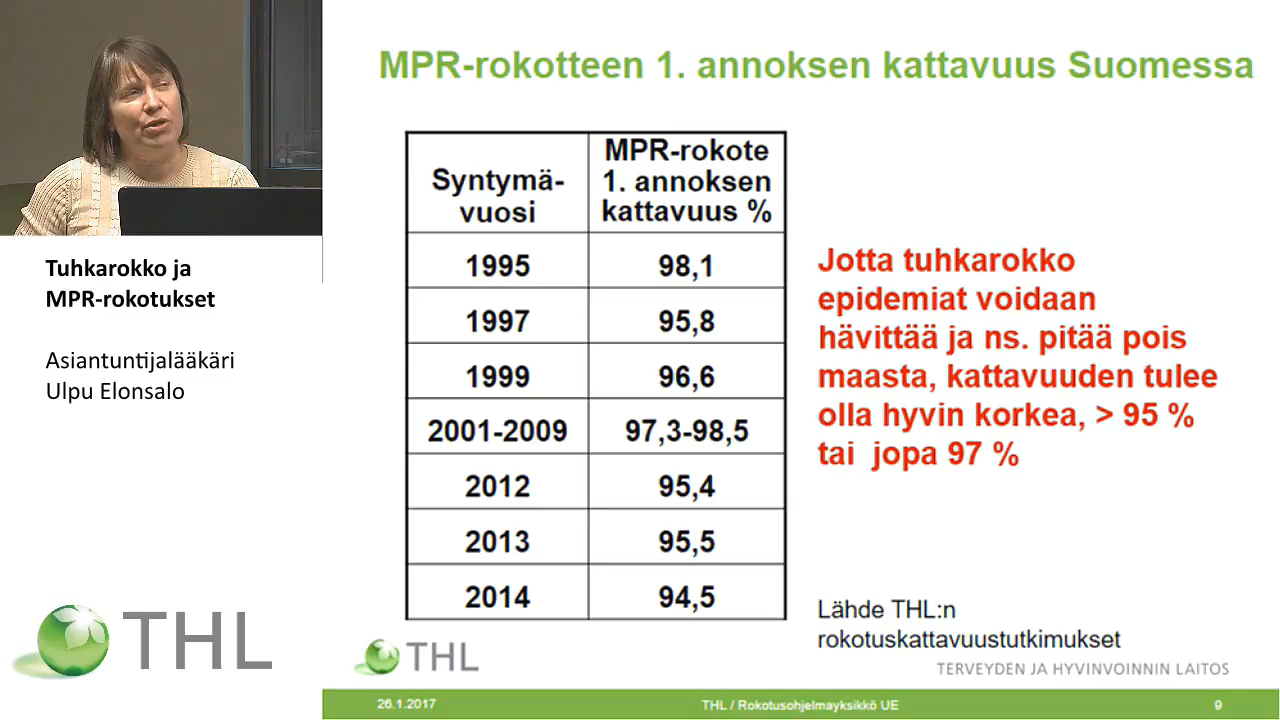 MPR-rokotteen 1. annoksen kattavuus Suomessa
Syntymä-
vuosi
MPR-rokote
1. annoksen
kattavuus %
1995 98,1
1997 95,8
1999 96,6
2001-2009 97,3-98,5
2012 95,4
2013 95,5
2014 94,5
Jotta tuhkarokko
epidemiat voidaan
hävittää ja ns. pitää pois
maasta, kattavuuden tulee
olla hyvin korkea, > 95 %
tai jopa 97 %
Lähde THL:n
rokotuskattavuustutkimukset
THL
TERVEYDEN JA HYVINVOINNIN LAITOS
26.1.2017 THL / Rokotusohjelmayksikkö UE 9
Tuhkarokko ja
MPR-rokotukset
Asiantuntijalääkäri
Ulpu Elonsalo
THL